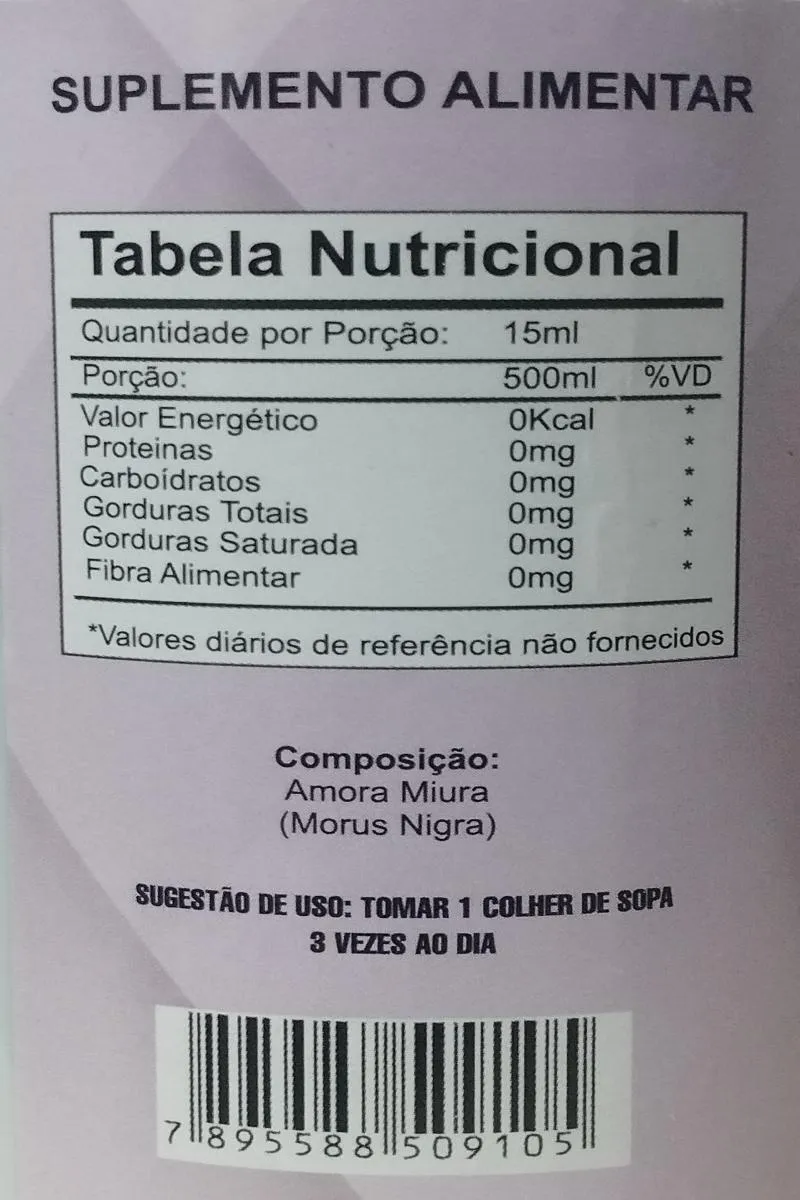 SUPLEMENTO ALIMENTAR
Tabela Nutricional
Quantidade por Porção: 15ml
Porção: 500ml %VD
Valor Energético 0Kcal *
Proteinas 0mg *
Carboídratos 0mg *
Gorduras Totais 0mg *
Gorduras Saturada 0mg *
Fibra Alimentar 0mg *
*Valores diários de referência não fornecidos
Composição:
Amora Miura
(Morus Nigra)
SUGESTÃO DE USO: TOMAR 1 COLHER DE SOPA
3 VEZES AO DIA
7 895588 509105